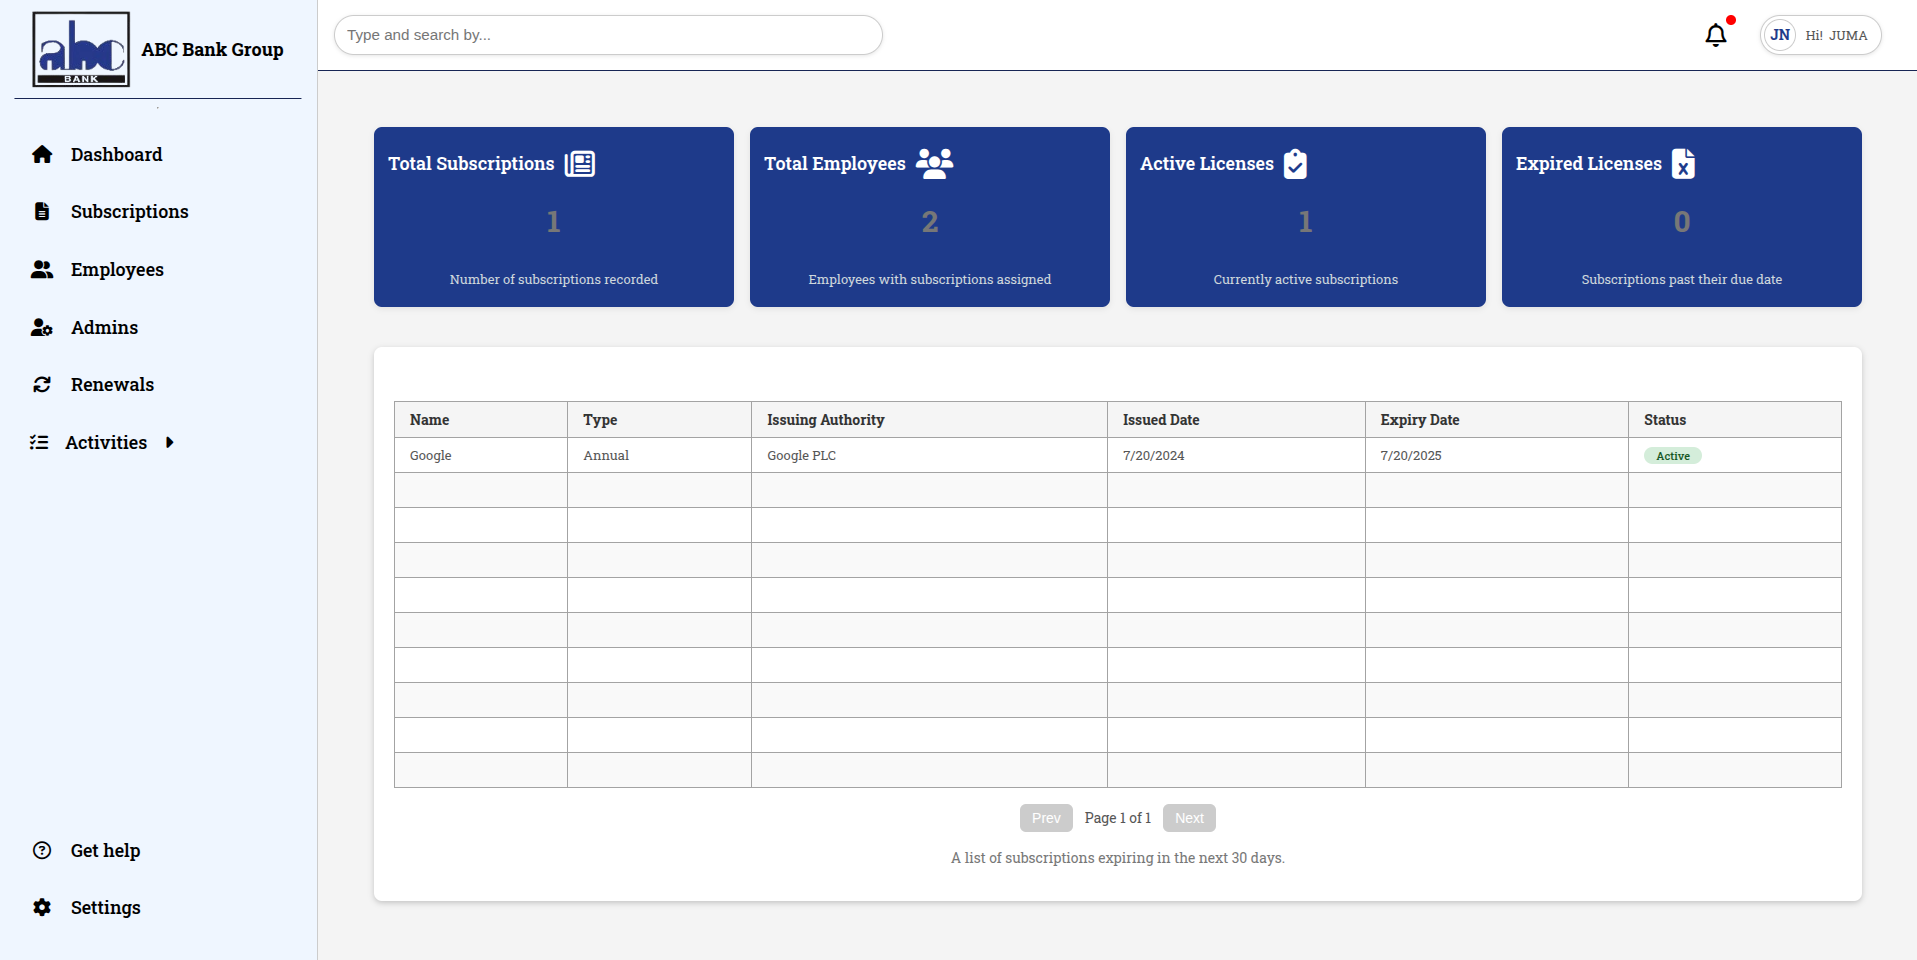 abc
BANK
ABC Bank Group
Type and search by...
JN Hi! JUMA
Dashboard
Subscriptions
Employees
Admins
Renewals
Activities
Get help
Settings
Total Subscriptions
1
Number of subscriptions recorded
Total Employees
2
Employees with subscriptions assigned
Active Licenses
1
Currently active subscriptions
Expired Licenses
0
Subscriptions past their due date
Name Type Issuing Authority Issued Date Expiry Date Status
Google Annual Google PLC 7/20/2024 7/20/2025 Active
Prev Page 1 of 1 Next
A list of subscriptions expiring in the next 30 days.